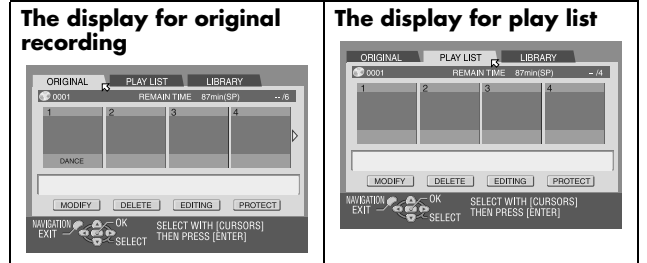 The display for original
recording
ORIGINAL PLAY LIST LIBRARY
0001 REMAIN TIME 87min(SP) -- /6
1 2 3 4
DANCE
MODIFY DELETE EDITING PROTECT
NAVIGATION OK SELECT WITH [CURSORS]
EXIT SELECT THEN PRESS [ENTER]
The display for play list
ORIGINAL PLAY LIST LIBRARY
0001 REMAIN TIME 87min(SP) -- /4
1 2 3 4
MODIFY DELETE EDITING PROTECT
NAVIGATION OK SELECT WITH [CURSORS]
EXIT SELECT THEN PRESS [ENTER]